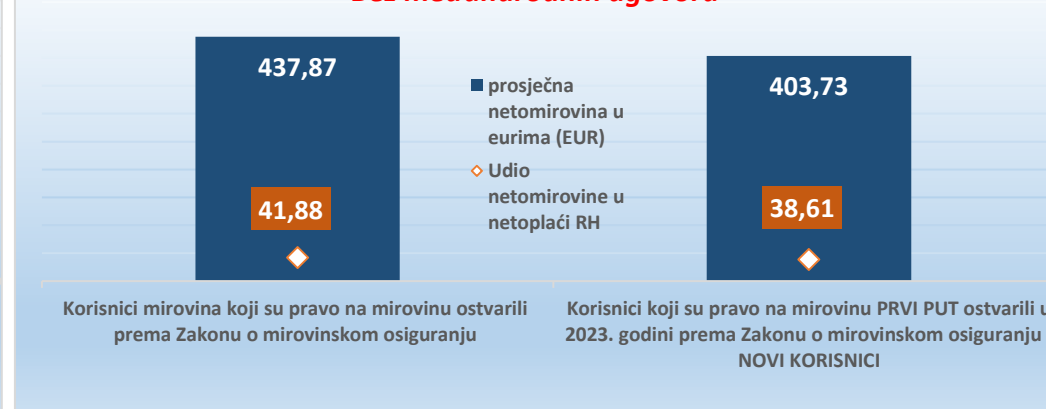 437,87
41,88
prosječna
netomirovina u
eurima (EUR)
Udio
netomirovine u
netoplaći RH
403,73
38,61
Korisnici mirovina koji su pravo na mirovinu ostvarili
prema Zakonu o mirovinskom osiguranju
Korisnici koji su pravo na mirovinu PRVI PUT ostvarili u
2023. godini prema Zakonu o mirovinskom osiguranju
NOVI KORISNICI